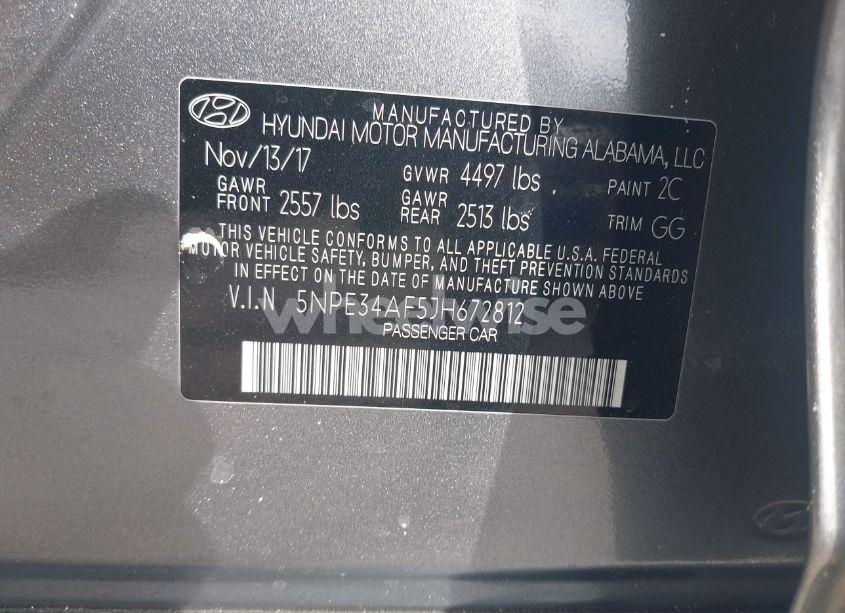 MANUFACTURED BY
HYUNDAI MOTOR MANUFACTURING ALABAMA, LLC
Nov/13/17 GVWR 4497 lbs PAINT 2C
GAWR FRONT 2557 lbs GAWR REAR 2513 lbs TRIM GG
THIS VEHICLE CONFORMS TO ALL APPLICABLE U.S.A. FEDERAL
MOTOR VEHICLE SAFETY, BUMPER, AND THEFT PREVENTION STANDARDS
IN EFFECT ON THE DATE OF MANUFACTURE SHOWN ABOVE
V.I.N 5NPE34AF5JH672812
PASSENGER CAR
wheelwise